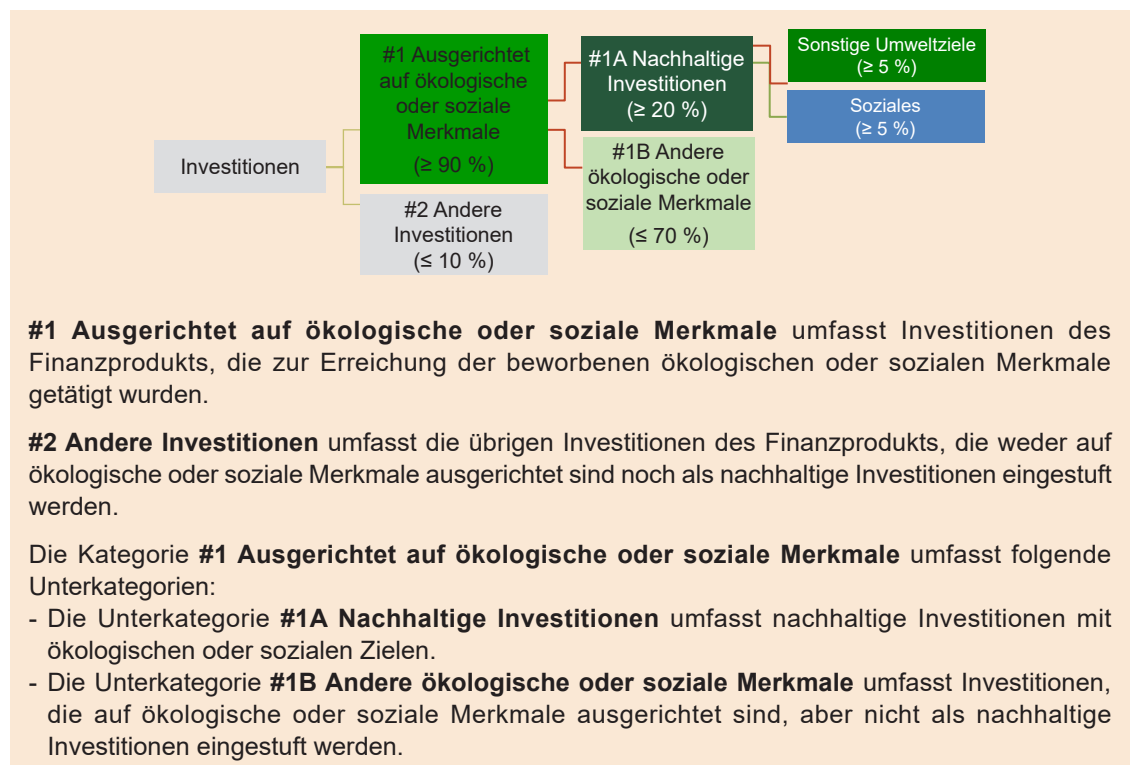 Investitionen
#1 Ausgerichtet
auf ökologische
oder soziale
Merkmale
(≥ 90 %)
#2 Andere
Investitionen
(≤ 10 %)
#1A Nachhaltige
Investitionen
(≥ 20 %)
#1B Andere
ökologische oder
soziale Merkmale
(≤ 70 %)
Sonstige Umweltziele
(≥ 5 %)
Soziales
(≥ 5 %)
#1 Ausgerichtet auf ökologische oder soziale Merkmale umfasst Investitionen des
Finanzprodukts, die zur Erreichung der beworbenen ökologischen oder sozialen Merkmale
getätigt wurden.
#2 Andere Investitionen umfasst die übrigen Investitionen des Finanzprodukts, die weder auf
ökologische oder soziale Merkmale ausgerichtet sind noch als nachhaltige Investitionen eingestuft
werden.
Die Kategorie #1 Ausgerichtet auf ökologische oder soziale Merkmale umfasst folgende
Unterkategorien:
- Die Unterkategorie #1A Nachhaltige Investitionen umfasst nachhaltige Investitionen mit
ökologischen oder sozialen Zielen.
- Die Unterkategorie #1B Andere ökologische oder soziale Merkmale umfasst Investitionen,
die auf ökologische oder soziale Merkmale ausgerichtet sind, aber nicht als nachhaltige
Investitionen eingestuft werden.